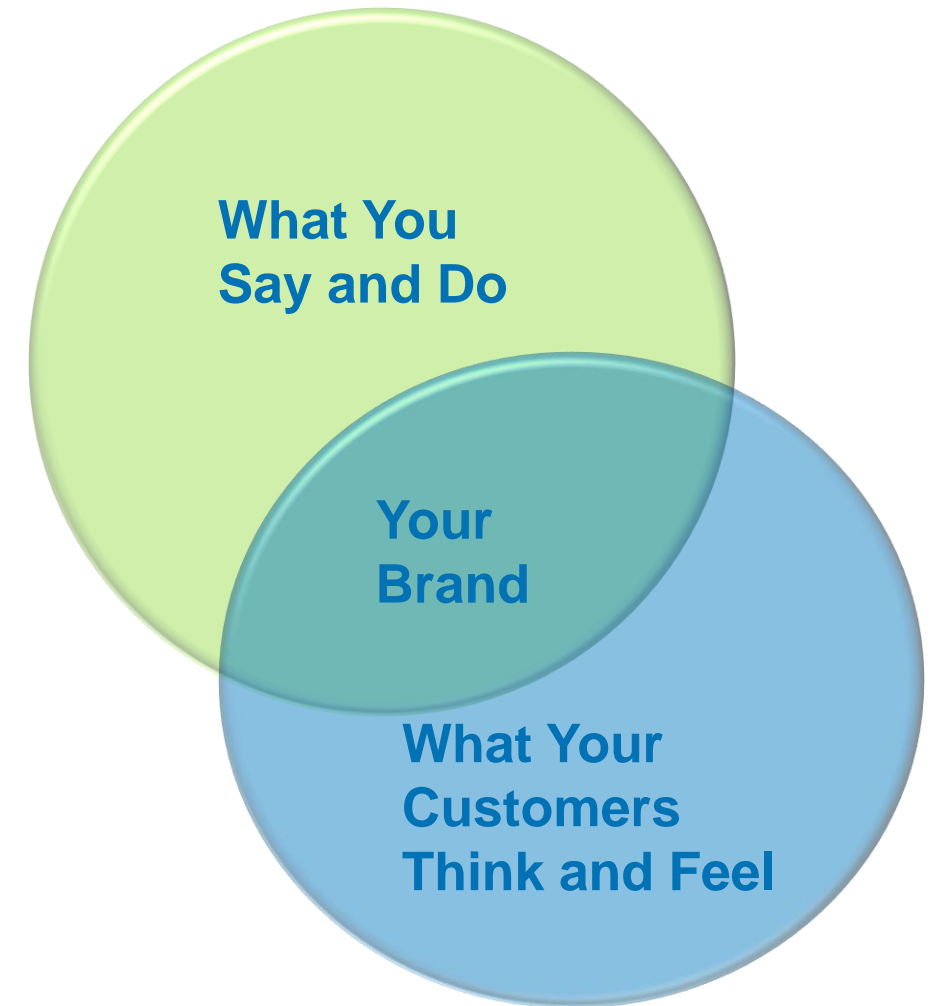 What You
Say and Do
Your
Brand
What Your
Customers
Think and Feel